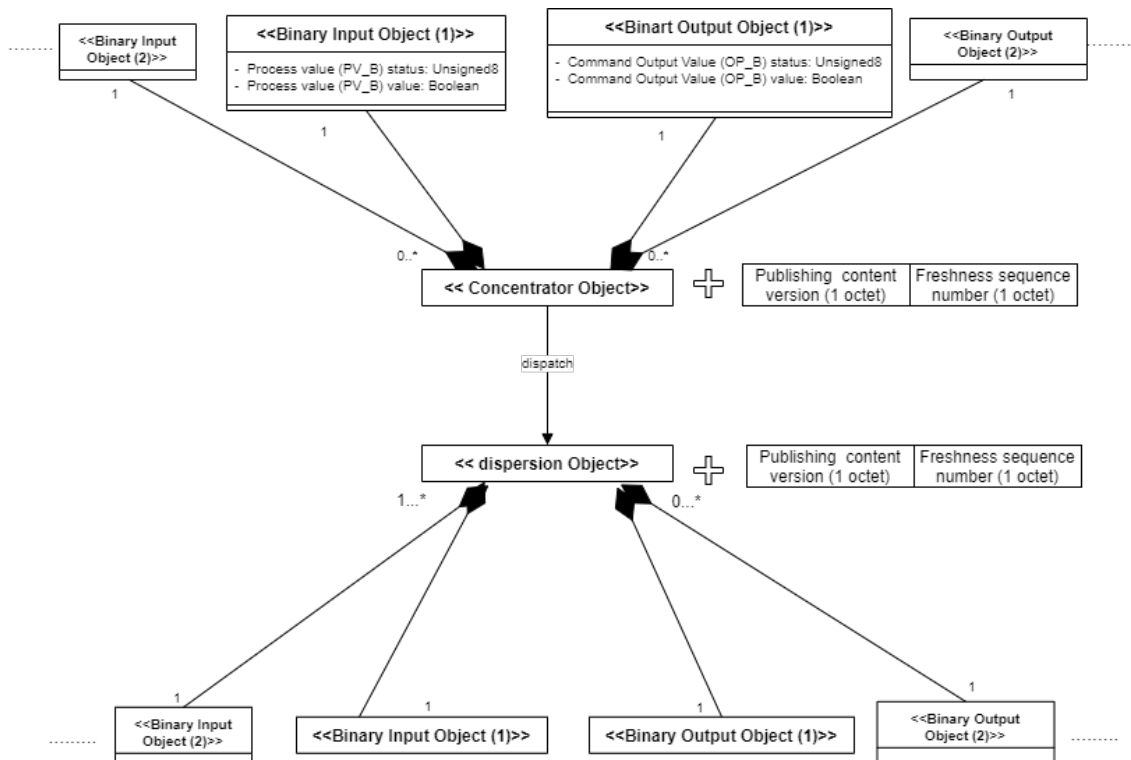 <<Binary Input
Object (2)>>
<<Binary Input Object (1)>>
- Process value (PV_B) status: Unsigned8
- Process value (PV_B) value: Boolean
<<Binart Output Object (1)>>
- Command Output Value (OP_B) status: Unsigned8
- Command Output Value (OP_B) value: Boolean
<<Binary Output
Object (2)>>
1
1
1
1
0..*
0..*
<< Concentrator Object>>
Publishing content
version (1 octet)
Freshness sequence
number (1 octet)
dispatch
<< dispersion Object>>
Publishing content
version (1 octet)
Freshness sequence
number (1 octet)
1...*
0...*
1
1
1
1
<<Binary Input
Object (2)>>
<<Binary Input Object (1)>>
<<Binary Output Object (1)>>
<<Binary Output
Object (2)>>